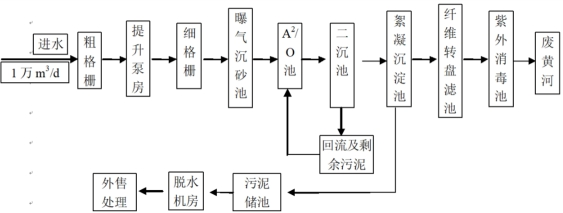 进水
1万 m³/d
粗格栅
提升泵房
细格栅
曝气沉砂池
A²/O池
二沉池
絮凝沉淀池
纤维转盘滤池
紫外消毒池
废黄河
回流及剩
余污泥
外售
处理
脱水
机房
污泥
储池